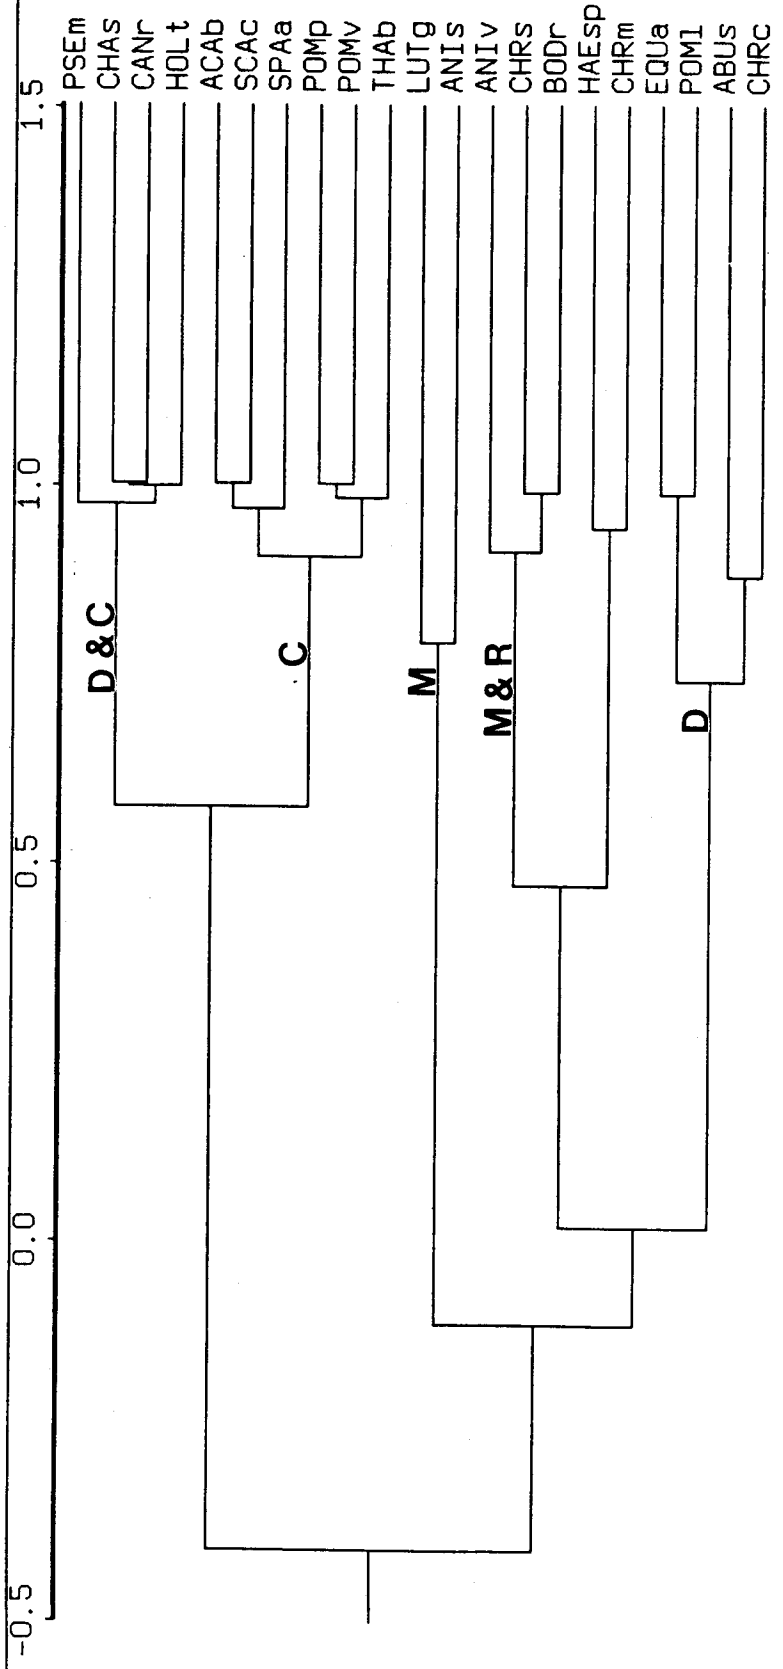 1.5
1.0
0.5
0.0
-0.5
PSEm
CHAs
CANr
HOLt
ACAb
SCAc
SPAa
POMp
POMv
THAb
LUTg
ANIs
ANIv
CHRs
BODr
HAEsp
CHRm
EQUa
POMl
ABUs
CHRc
D & C
C
M
M & R
D